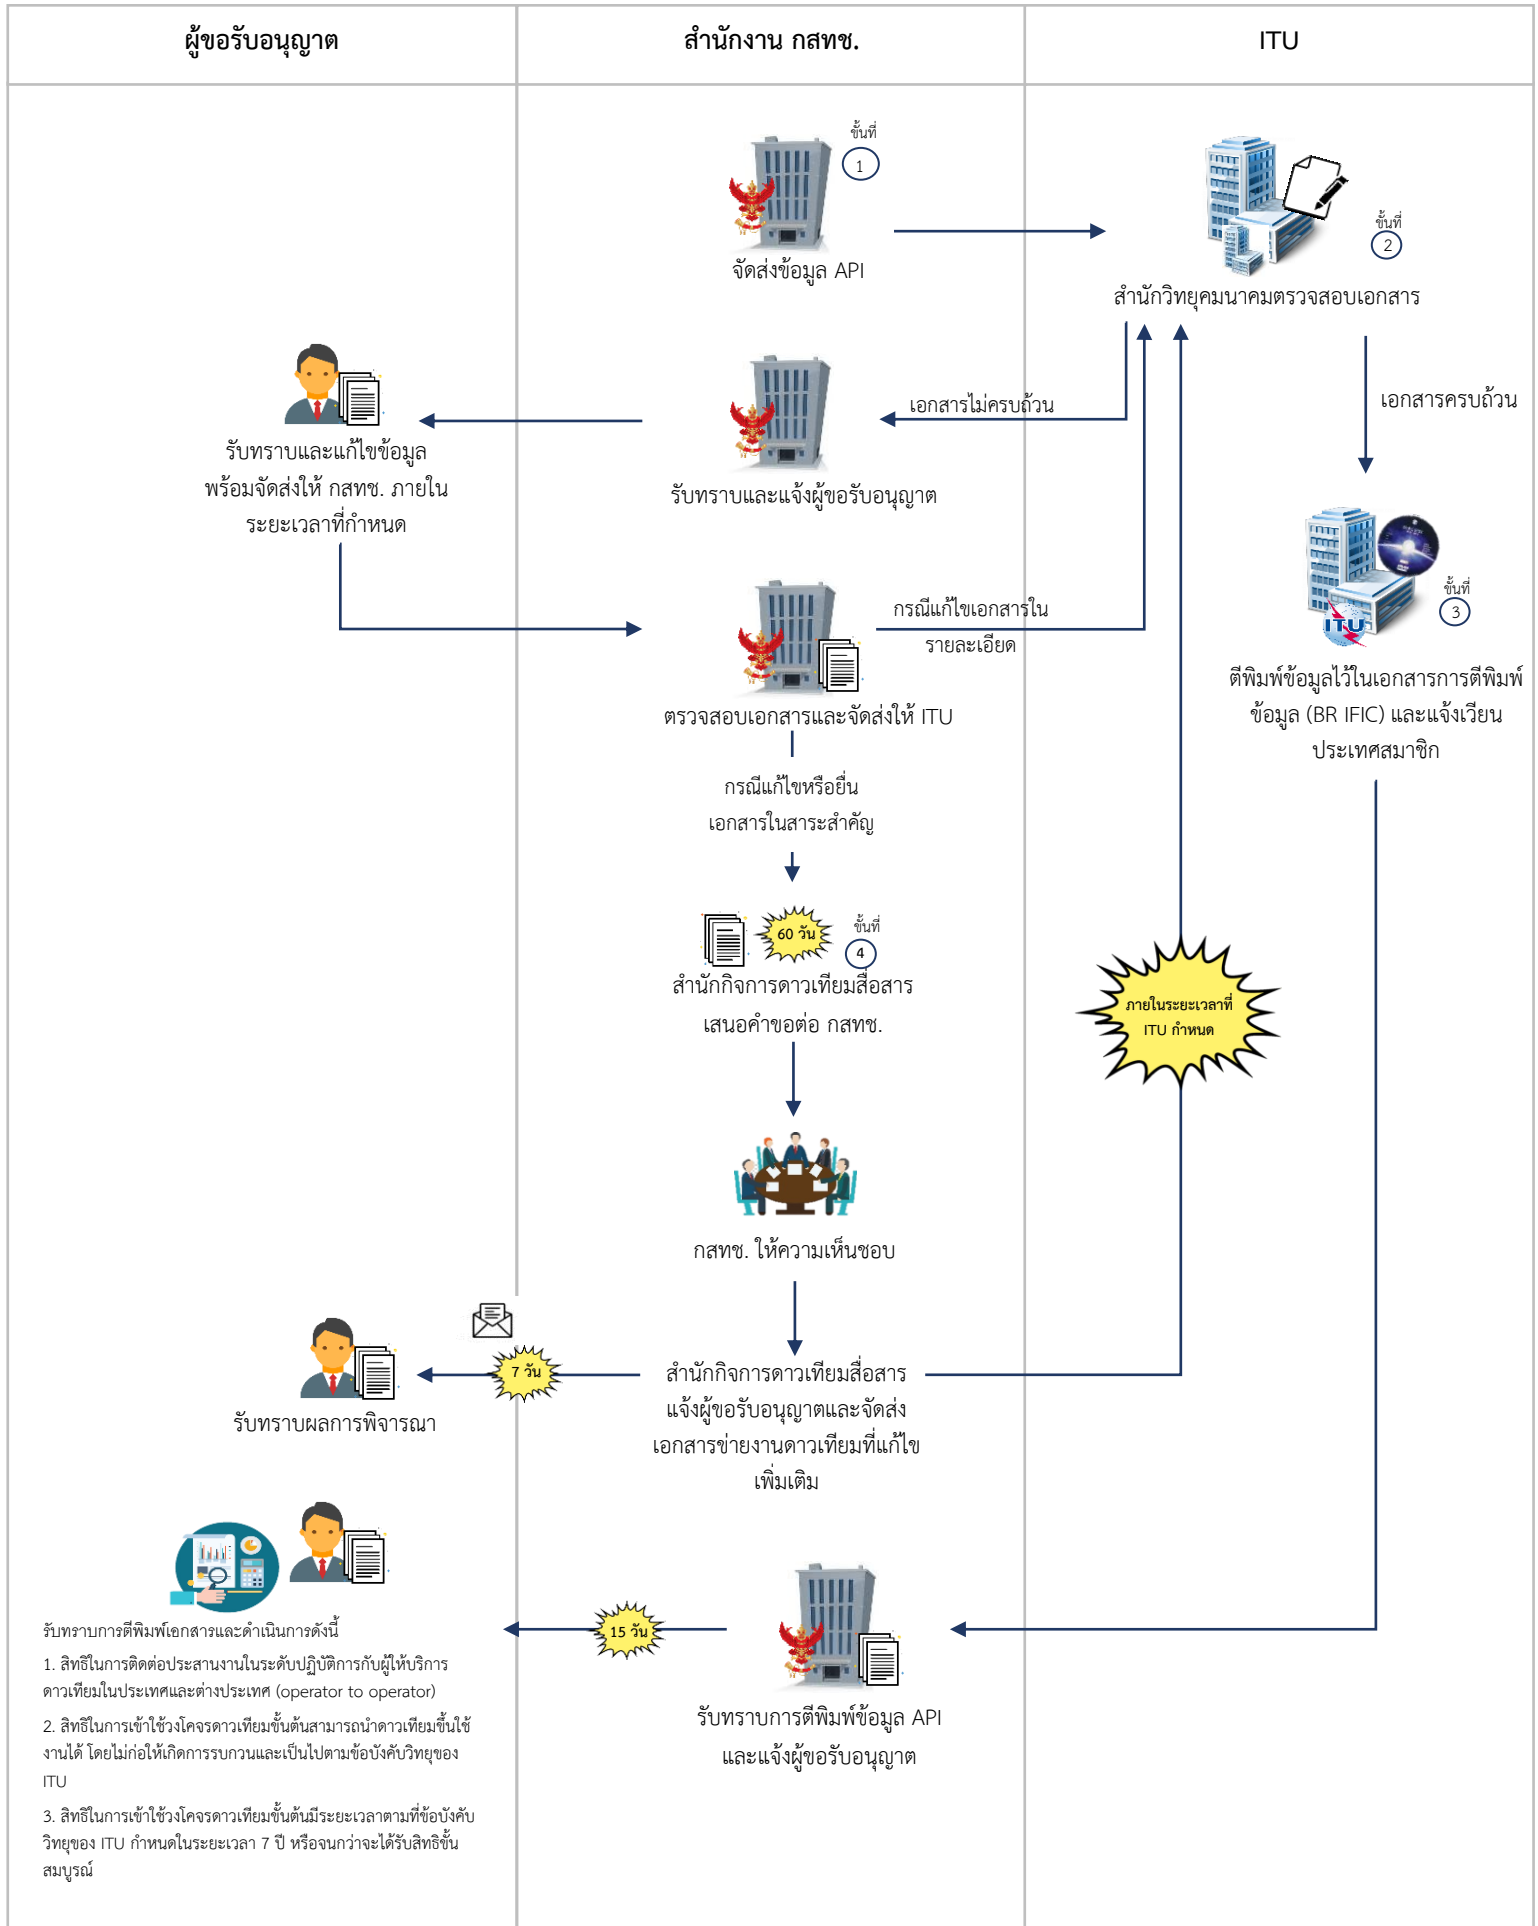 ผู้ขอรับอนุญาต
สำนักงาน กสทช.
ITU
ขั้นที่
1
จัดส่งข้อมูล API
ขั้นที่
2
สำนักวิทยุคมนาคมตรวจสอบเอกสาร
เอกสารไม่ครบถ้วน
เอกสารครบถ้วน
รับทราบและแก้ไขข้อมูล
พร้อมจัดส่งให้ กสทช. ภายใน
ระยะเวลาที่กำหนด
รับทราบและแจ้งผู้ขอรับอนุญาต
กรณีแก้ไขเอกสารใน
รายละเอียด
ตรวจสอบเอกสารและจัดส่งให้ ITU
ขั้นที่
3
ITU
ตีพิมพ์ข้อมูลไว้ในเอกสารการตีพิมพ์
ข้อมูล (BR IFIC) และแจ้งเวียน
ประเทศสมาชิก
กรณีแก้ไขหรือยื่น
เอกสารในสาระสำคัญ
60 วัน
ขั้นที่
4
สำนักกิจการดาวเทียมสื่อสาร
เสนอคำขอต่อ กสทช.
ภายในระยะเวลาที่
ITU กำหนด
กสทช. ให้ความเห็นชอบ
7 วัน
รับทราบผลการพิจารณา
สำนักกิจการดาวเทียมสื่อสาร
แจ้งผู้ขอรับอนุญาตและจัดส่ง
เอกสารข่ายงานดาวเทียมที่แก้ไข
เพิ่มเติม
15 วัน
รับทราบการตีพิมพ์ข้อมูล API
และแจ้งผู้ขอรับอนุญาต
รับทราบการตีพิมพ์เอกสารและดำเนินการดังนี้
1. สิทธิในการติดต่อประสานงานในระดับปฏิบัติการกับผู้ให้บริการ
ดาวเทียมในประเทศและต่างประเทศ (operator to operator)
2. สิทธิในการเข้าใช้วงโคจรดาวเทียมขั้นต้นสามารถนำดาวเทียมขึ้นใช้
งานได้ โดยไม่ก่อให้เกิดการรบกวนและเป็นไปตามข้อบังคับวิทยุของ
ITU
3. สิทธิในการเข้าใช้วงโคจรดาวเทียมขั้นต้นมีระยะเวลาตามที่ข้อบังคับ
วิทยุของ ITU กำหนดในระยะเวลา 7 ปี หรือจนกว่าจะได้รับสิทธิขั้น
สมบูรณ์